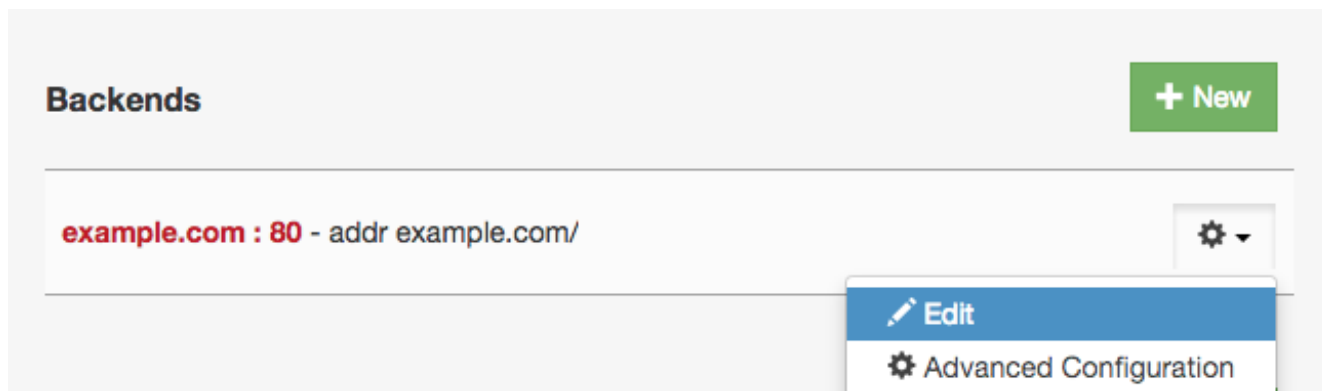 Backends
New
example.com : 80 - addr example.com/
Edit
Advanced Configuration